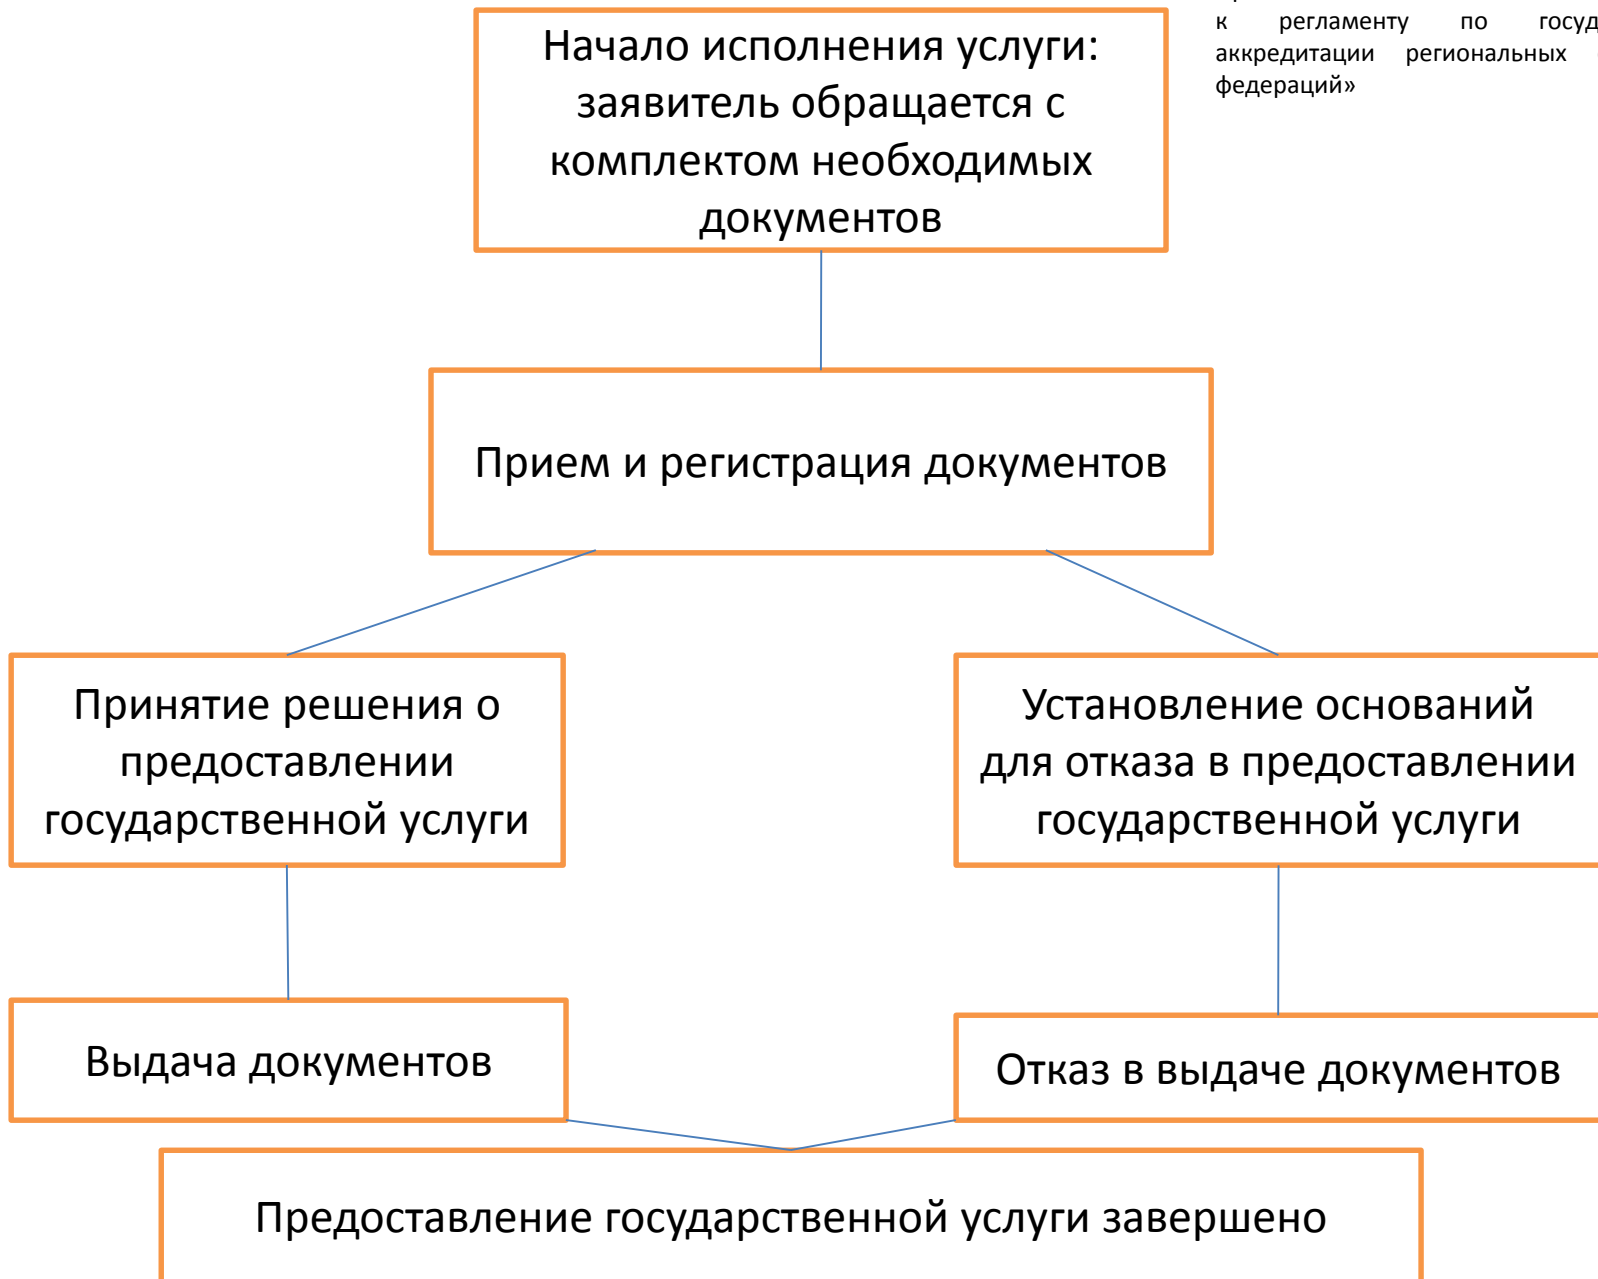 к регламенту по
аккредитации региональных
федераций»
Начало исполнения услуги:
заявитель обращается с
комплектом необходимых
документов
Прием и регистрация документов
Принятие решения о
предоставлении
государственной услуги
Установление оснований
для отказа в предоставлении
государственной услуги
Выдача документов
Отказ в выдаче документов
Предоставление государственной услуги завершено